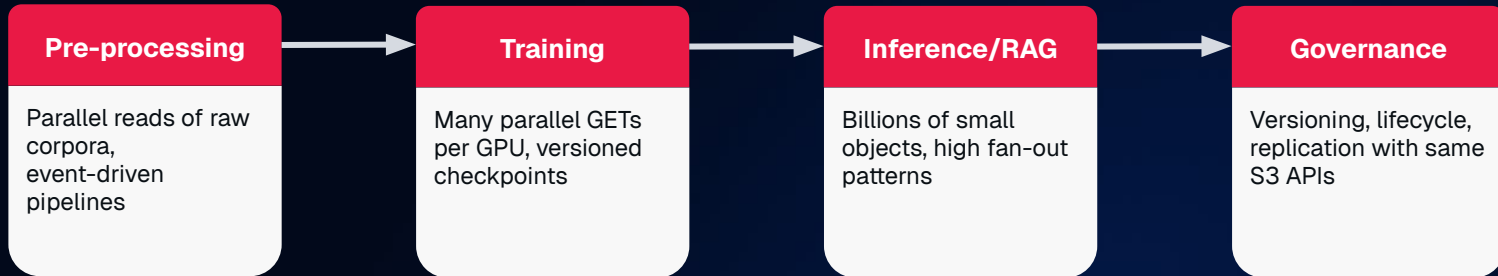 Pre-processing
Parallel reads of raw
corpora,
event-driven
pipelines
Training
Many parallel GETs
per GPU, versioned
checkpoints
Inference/RAG
Billions of small
objects, high fan-out
patterns
Governance
Versioning, lifecycle,
replication with same
S3 APIs